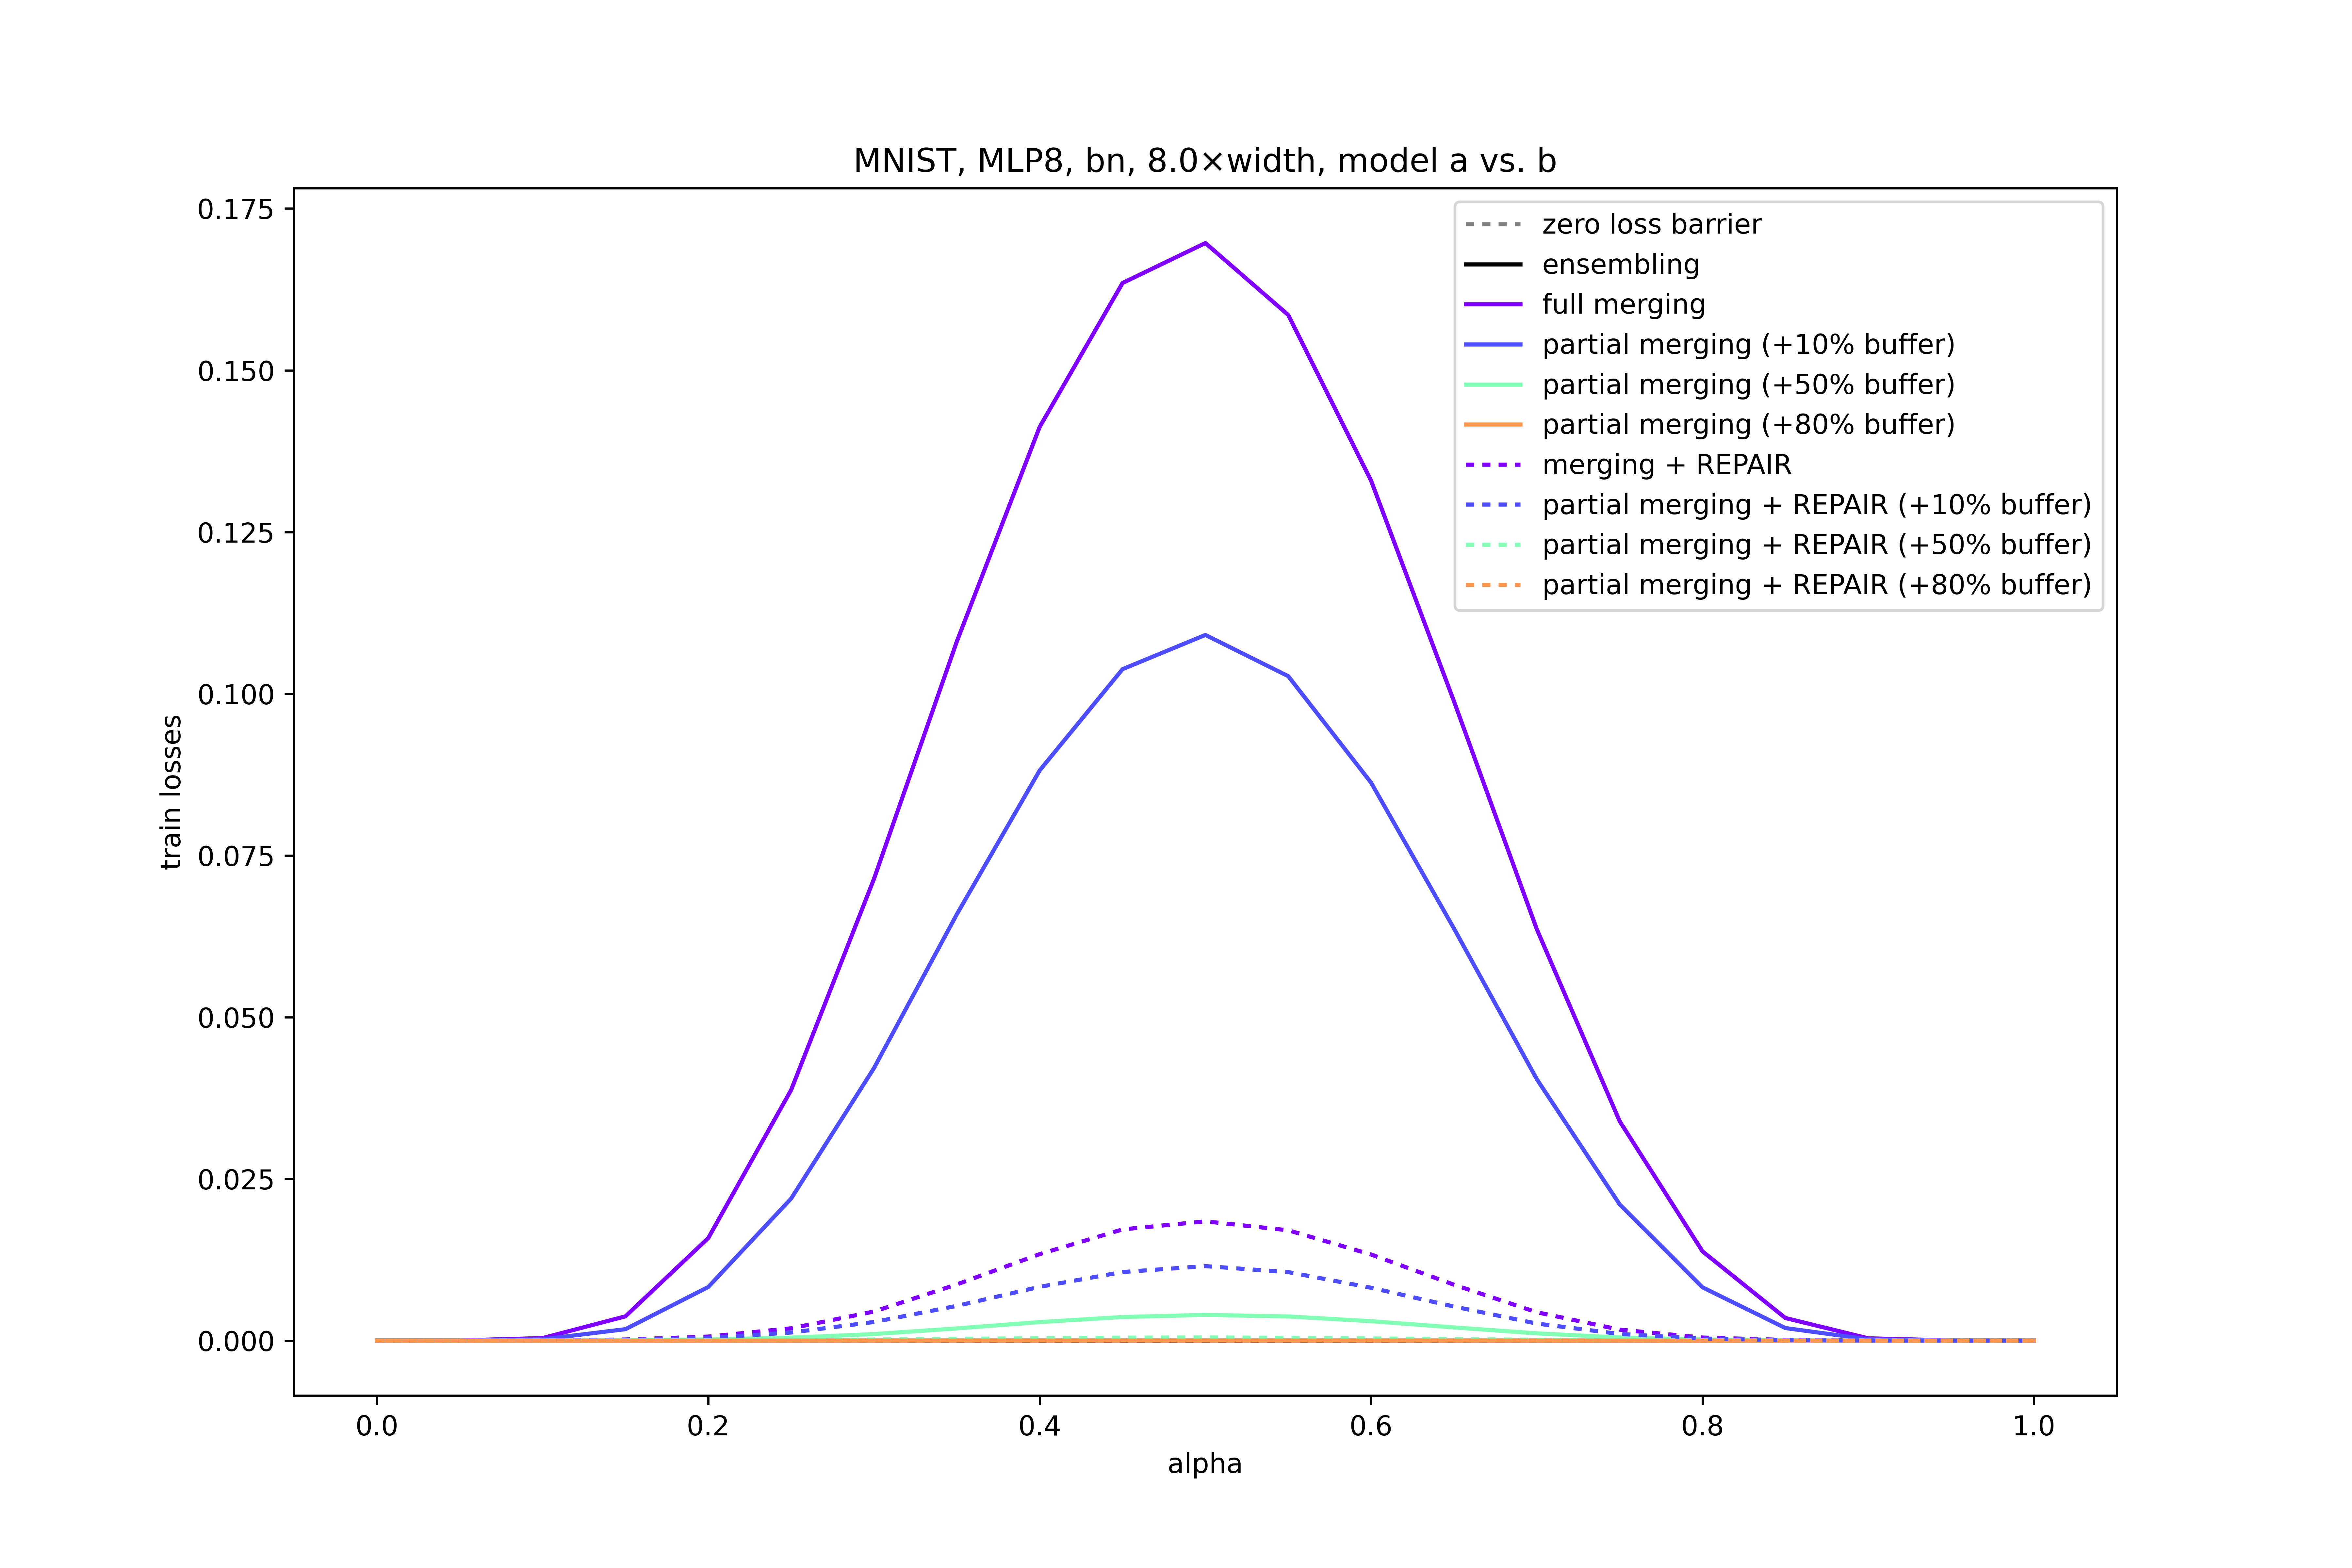 MNIST, MLP8, bn, 8.0×width, model a vs. b
zero loss barrier
ensembling
full merging
partial merging (+10% buffer)
partial merging (+50% buffer)
partial merging (+80% buffer)
merging + REPAIR
partial merging + REPAIR (+10% buffer)
partial merging + REPAIR (+50% buffer)
partial merging + REPAIR (+80% buffer)
train losses
0.175
0.150
0.125
0.100
0.075
0.050
0.025
0.000
0.0 0.2 0.4 0.6 0.8 1.0
alpha